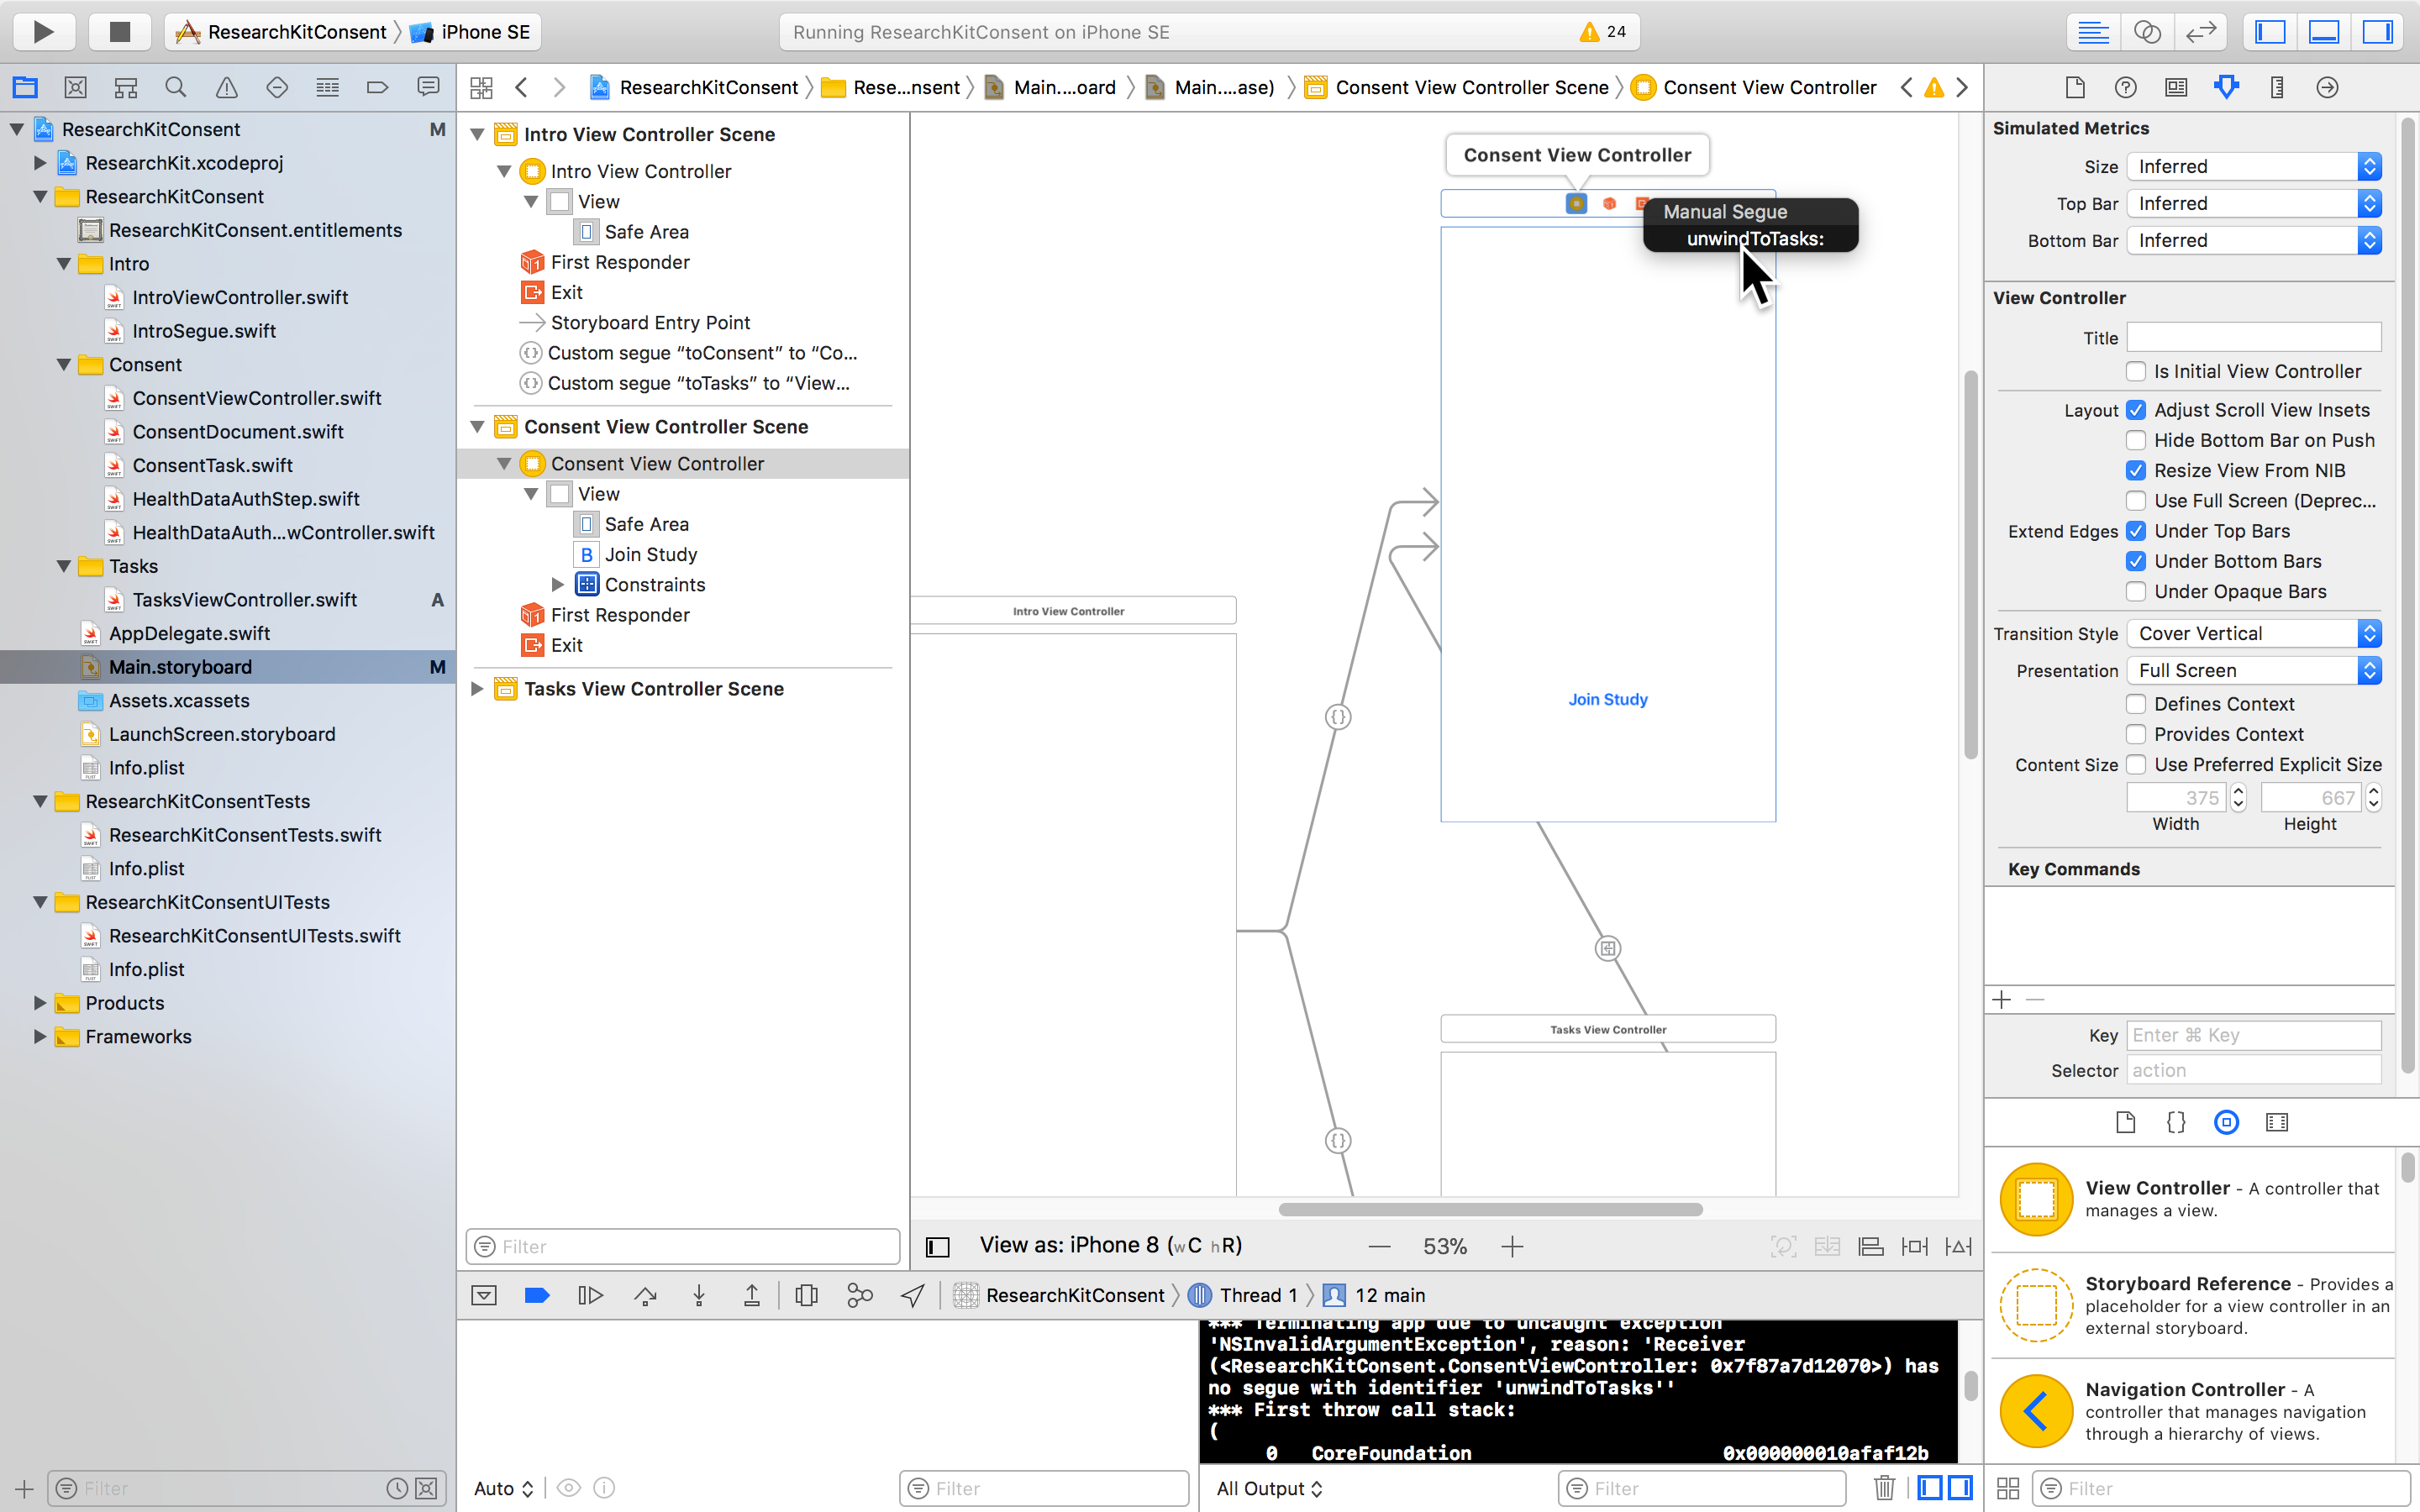 ResearchKitConsent iPhone SE
Running ResearchKitConsent on iPhone SE
24
ResearchKitConsent M
ResearchKit.xcodeproj
ResearchKitConsent
ResearchKitConsent.entitlements
Intro
IntroViewController.swift
IntroSegue.swift
Consent
ConsentViewController.swift
ConsentDocument.swift
ConsentTask.swift
HealthDataAuthStep.swift
HealthDataAuth...wController.swift
Tasks
TasksViewController.swift A
AppDelegate.swift
Main.storyboard M
Assets.xcassets
LaunchScreen.storyboard
Info.plist
ResearchKitConsentTests
ResearchKitConsentTests.swift
Info.plist
ResearchKitConsentUITests
ResearchKitConsentUITests.swift
Info.plist
Products
Frameworks
Filter
ResearchKitConsent Rese...nsent Main....oard Main....ase) Consent View Controller Scene Consent View Controller
Intro View Controller Scene
Intro View Controller
View
Safe Area
First Responder
Exit
Storyboard Entry Point
Custom segue “toConsent” to “Co...
Custom segue “toTasks” to “View...
Consent View Controller Scene
Consent View Controller
View
Safe Area
B Join Study
Constraints
First Responder
Exit
Tasks View Controller Scene
Filter
Consent View Controller
Manual Segue
unwindToTasks:
Intro View Controller
Join Study
Tasks View Controller
View as: iPhone 8 (wC hR)
53%
ResearchKitConsent Thread 1 12 main
*** Terminating app due to uncaught exception
'NSInvalidArgumentException', reason: 'Receiver
(<ResearchKitConsent.ConsentViewController: 0x7f87a7d12070>) has
no segue with identifier 'unwindToTasks''
*** First throw call stack:
(
0 CoreFoundation 0x000000010afaf12b
Auto
Filter
All Output
Filter
Simulated Metrics
Size Inferred
Top Bar Inferred
Bottom Bar Inferred
View Controller
Title
Is Initial View Controller
Layout Adjust Scroll View Insets
Hide Bottom Bar on Push
Resize View From NIB
Use Full Screen (Deprec...
Extend Edges Under Top Bars
Under Bottom Bars
Under Opaque Bars
Transition Style Cover Vertical
Presentation Full Screen
Defines Context
Provides Context
Content Size Use Preferred Explicit Size
375 667
Width Height
Key Commands
Key Enter ⌘ Key
Selector action
View Controller - A controller that
manages a view.
Storyboard Reference - Provides a
placeholder for a view controller in an
external storyboard.
Navigation Controller - A
controller that manages navigation
through a hierarchy of views.
Filter